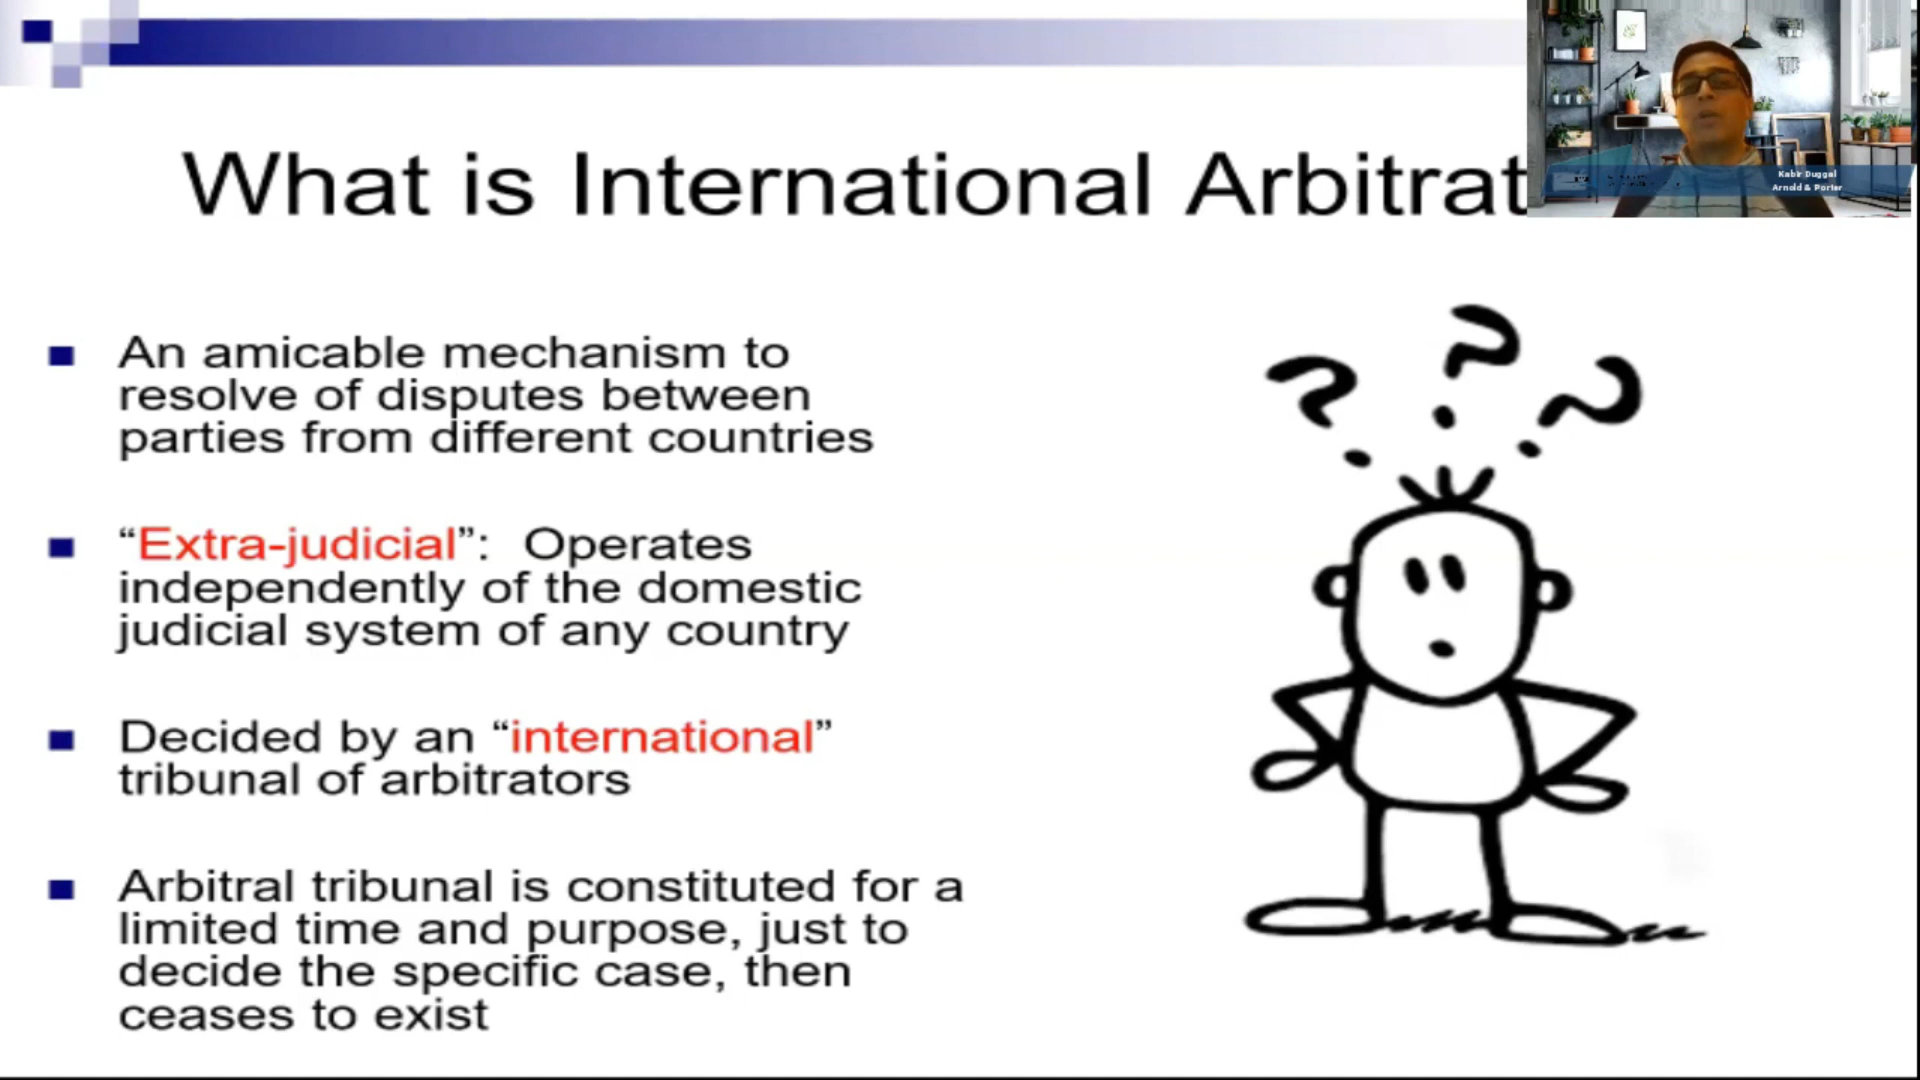 What is International Arbitrat
Kabir Duggal
Arnold & Porter
An amicable mechanism to
resolve of disputes between
parties from different countries
“Extra-judicial”: Operates
independently of the domestic
judicial system of any country
Decided by an “international”
tribunal of arbitrators
Arbitral tribunal is constituted for a
limited time and purpose, just to
decide the specific case, then
ceases to exist